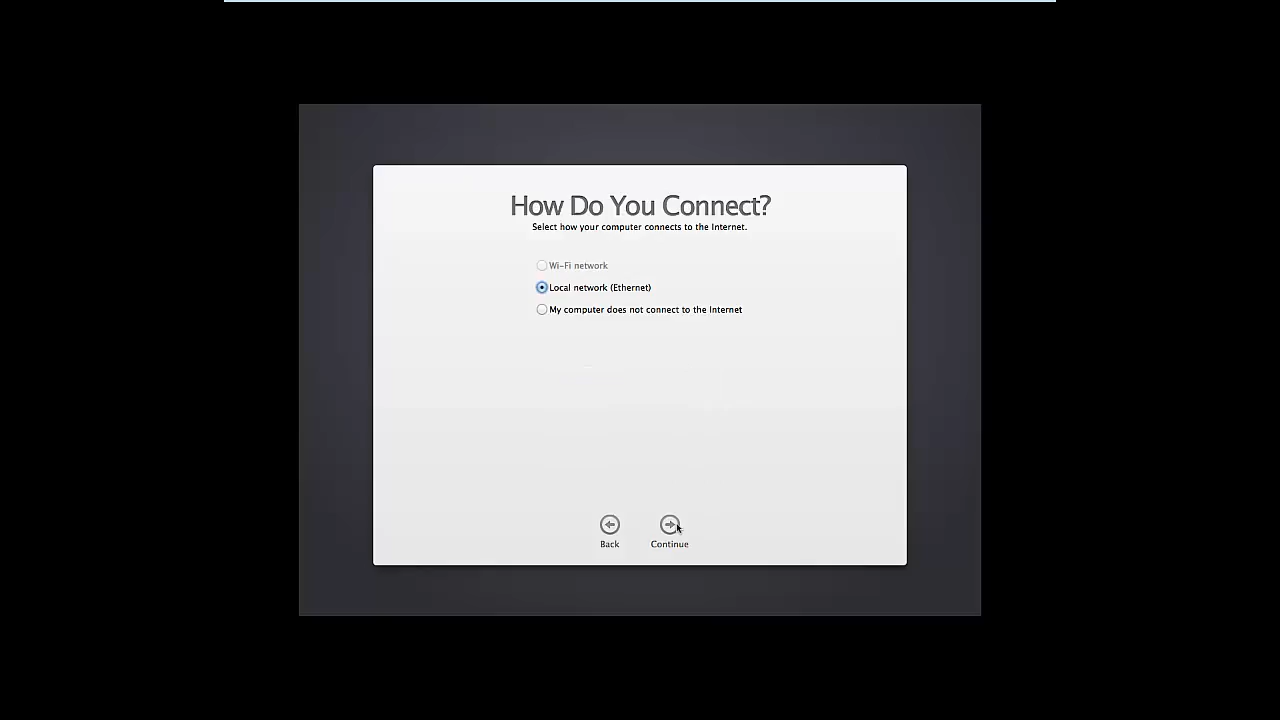 How Do You Connect?
Select how your computer connects to the Internet.
Wi-Fi network
Local network (Ethernet)
My computer does not connect to the Internet
Back
Continue